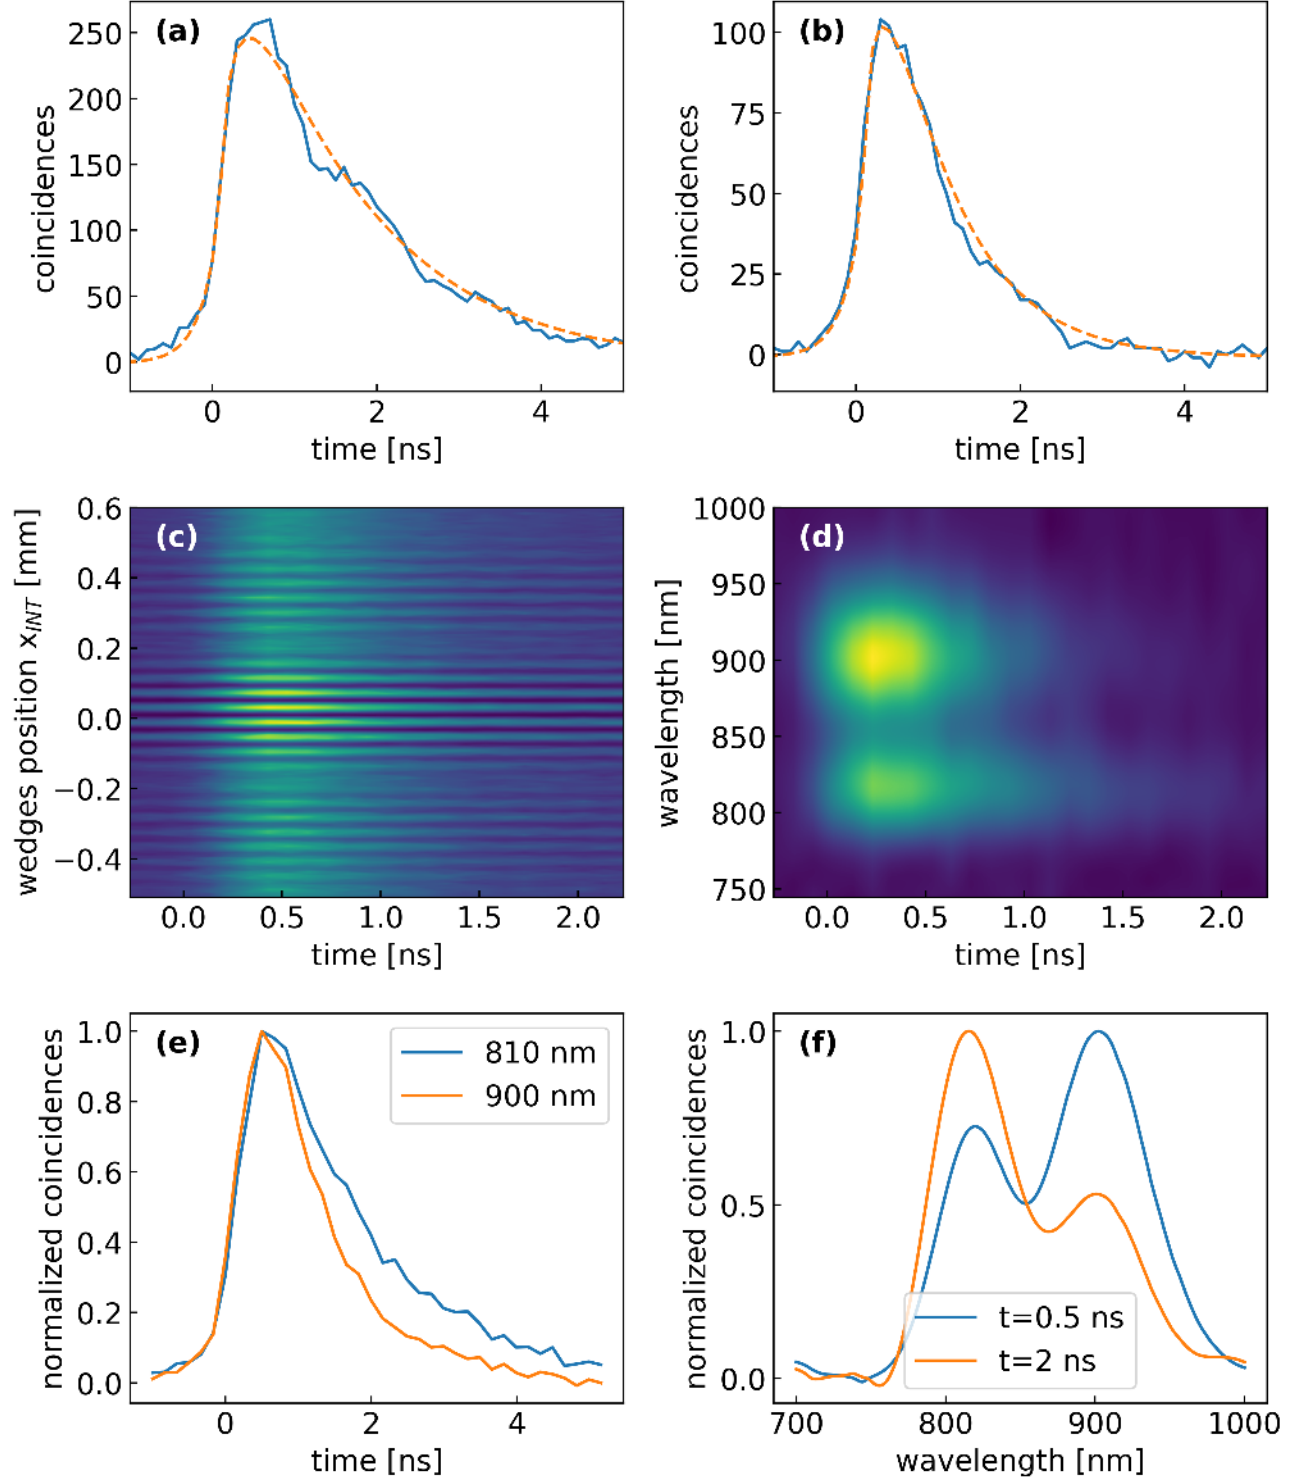 (a)
250
200
150
100
50
0
coincidences
0 2 4
time [ns]
(b)
100
75
50
25
0
coincidences
0 2 4
time [ns]
(c)
0.6
0.4
0.2
0.0
−0.2
−0.4
wedges position x_INT [mm]
0.0 0.5 1.0 1.5 2.0
time [ns]
(d)
1000
950
900
850
800
750
wavelength [nm]
0.0 0.5 1.0 1.5 2.0
time [ns]
(e)
810 nm
900 nm
1.0
0.8
0.6
0.4
0.2
0.0
normalized coincidences
0 2 4
time [ns]
(f)
1.0
0.5
0.0
normalized coincidences
t=0.5 ns
t=2 ns
700 800 900 1000
wavelength [nm]